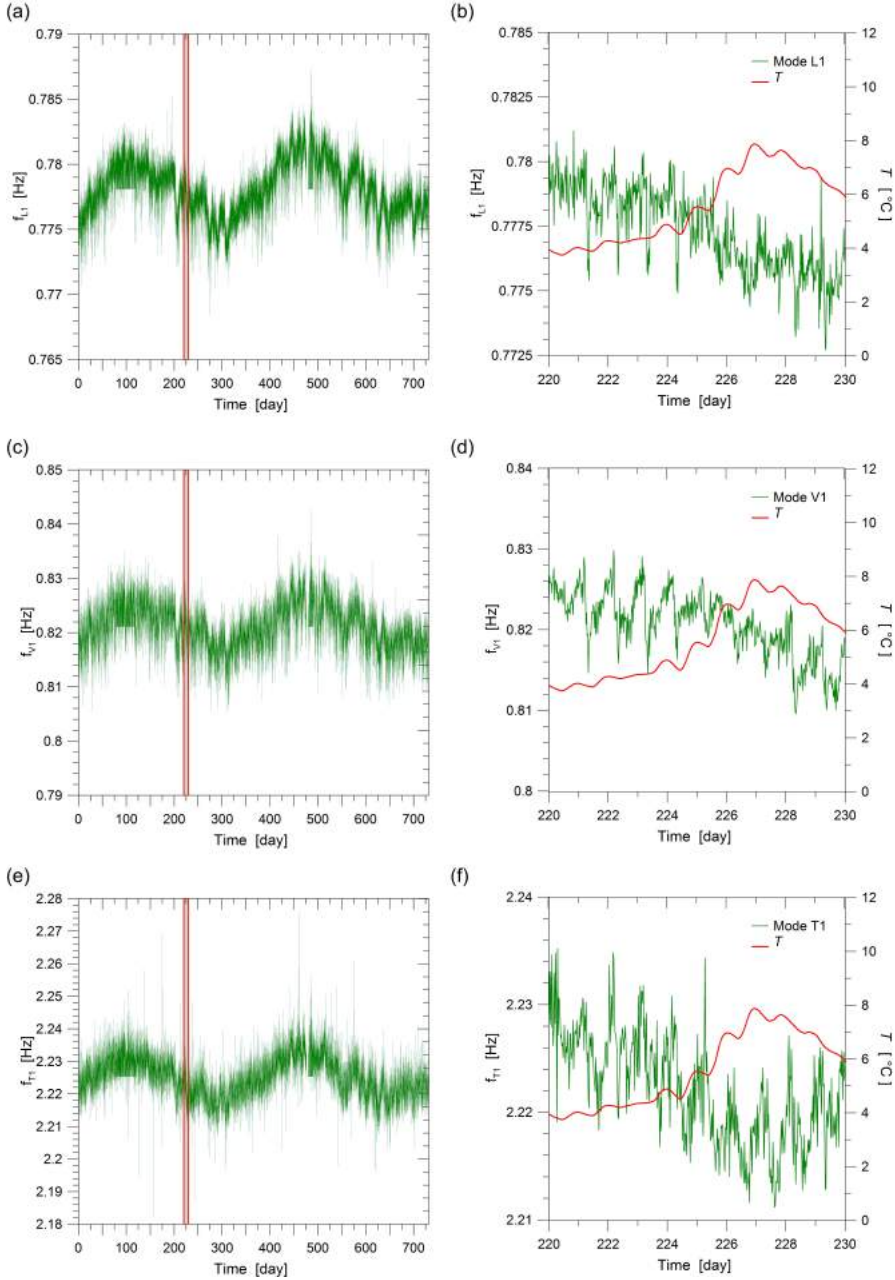 (a)
0.79
0.785
0.78
0.775
0.77
0.765
f_L1 [Hz]
0 100 200 300 400 500 600 700
Time [day]
(b)
0.785
0.7825
0.78
0.7775
0.775
0.7725
f_L1 [Hz]
Mode L1
T
12
10
8
6
4
2
0
T [°C]
220 222 224 226 228 230
Time [day]
(c)
0.85
0.84
0.83
0.82
0.81
0.8
0.79
f_V1 [Hz]
0 100 200 300 400 500 600 700
Time [day]
(d)
0.84
0.83
0.82
0.81
0.8
f_V1 [Hz]
Mode V1
T
12
10
8
6
4
2
0
T [°C]
220 222 224 226 228 230
Time [day]
(e)
2.28
2.27
2.26
2.25
2.24
2.23
2.22
2.21
2.2
2.19
2.18
f_T1 [Hz]
0 100 200 300 400 500 600 700
Time [day]
(f)
2.24
2.23
2.22
2.21
f_T1 [Hz]
Mode T1
T
12
10
8
6
4
2
0
T [°C]
220 222 224 226 228 230
Time [day]